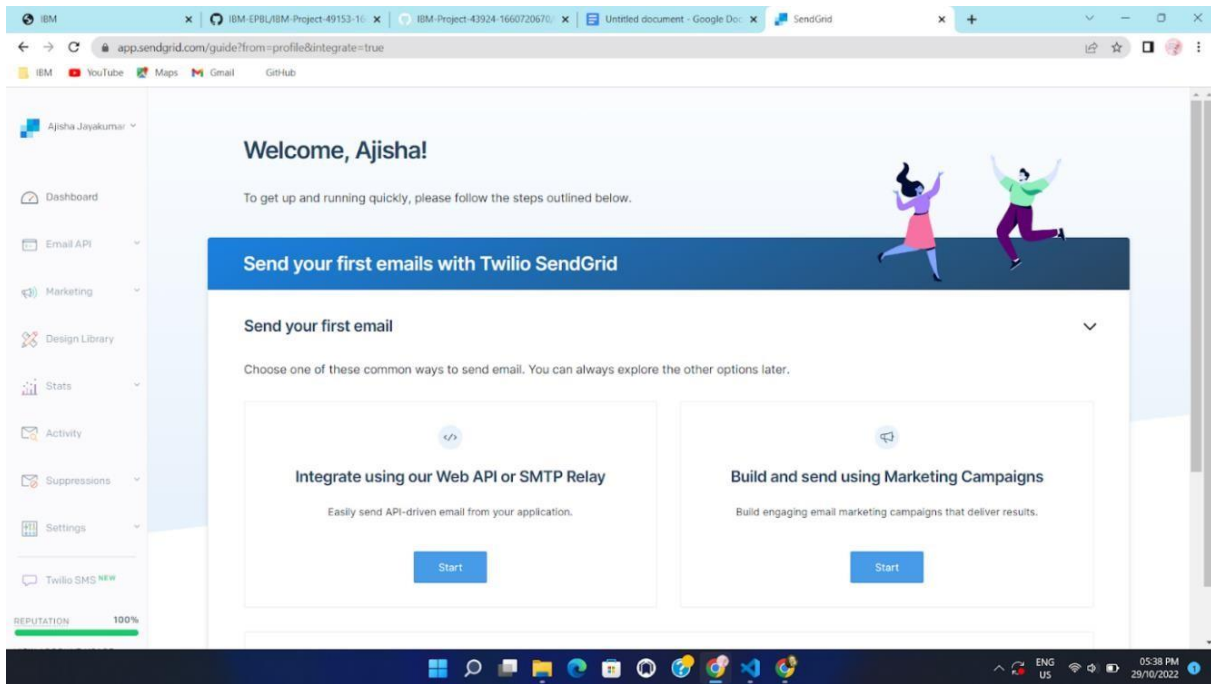 IBM
IBM-EPBL/IBM-Project-49153-16
IBM-Project-43924-1660720670/
Untitled document - Google Doc
SendGrid
app.sendgrid.com/guide?from=profile&integrate=true
IBM YouTube Maps Gmail GitHub
Ajisha Jayakumar
Dashboard
Email API
Marketing
Design Library
Stats
Activity
Suppressions
Settings
Twilio SMS NEW
REPUTATION 100%
Welcome, Ajisha!
To get up and running quickly, please follow the steps outlined below.
Send your first emails with Twilio SendGrid
Send your first email
Choose one of these common ways to send email. You can always explore the other options later.
Integrate using our Web API or SMTP Relay
Easily send API-driven email from your application.
Start
Build and send using Marketing Campaigns
Build engaging email marketing campaigns that deliver results.
Start
ENG
US
05:38 PM
29/10/2022
1